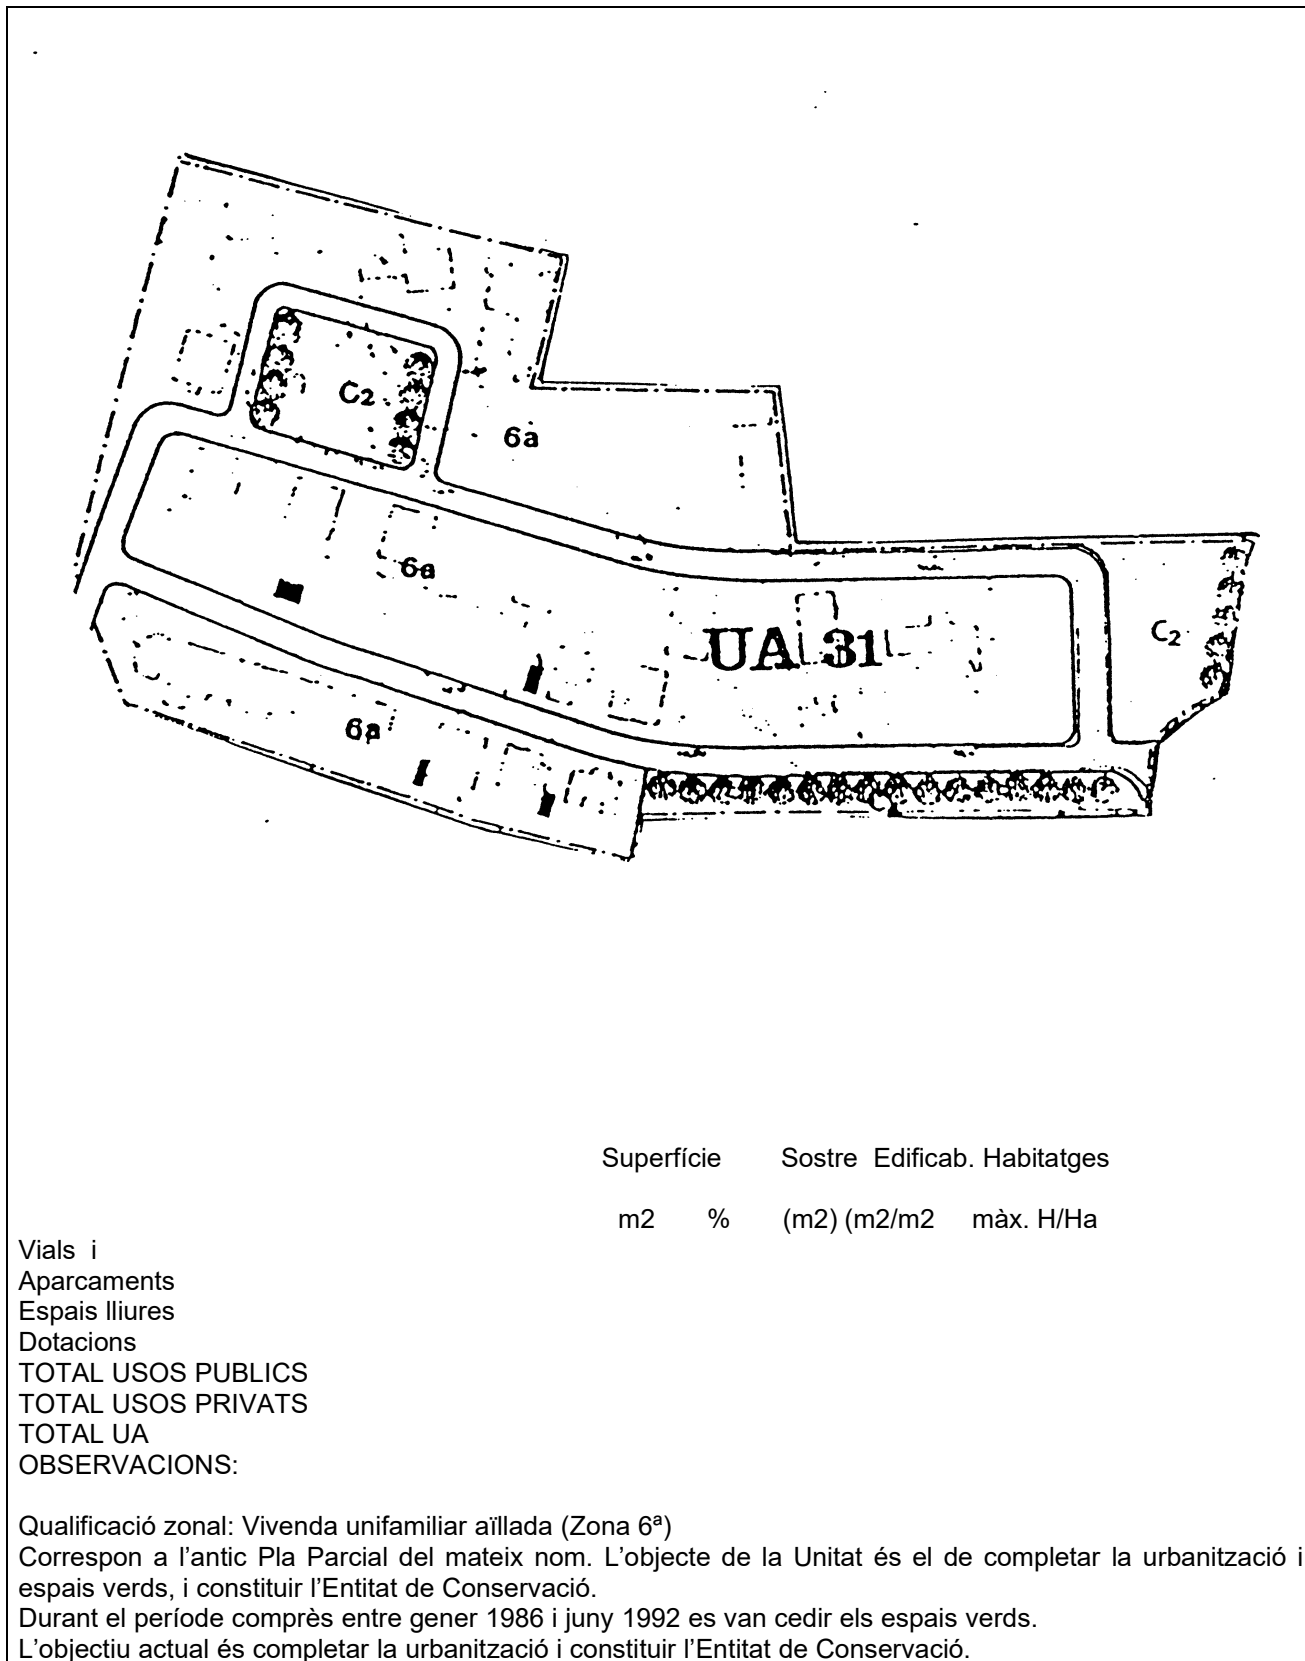 C2
6a
6a
UA 31
C2
6a
C
Superfície Sostre Edificab. Habitatges
m2 % (m2) (m2/m2 màx. H/Ha
Vials i
Aparcaments
Espais lliures
Dotacions
TOTAL USOS PUBLICS
TOTAL USOS PRIVATS
TOTAL UA
OBSERVACIONS:
Qualificació zonal: Vivenda unifamiliar aïllada (Zona 6ª)
Correspon a l’antic Pla Parcial del mateix nom. L’objecte de la Unitat és el de completar la urbanització i
espais verds, i constituir l’Entitat de Conservació.
Durant el període comprès entre gener 1986 i juny 1992 es van cedir els espais verds.
L’objectiu actual és completar la urbanització i constituir l’Entitat de Conservació.